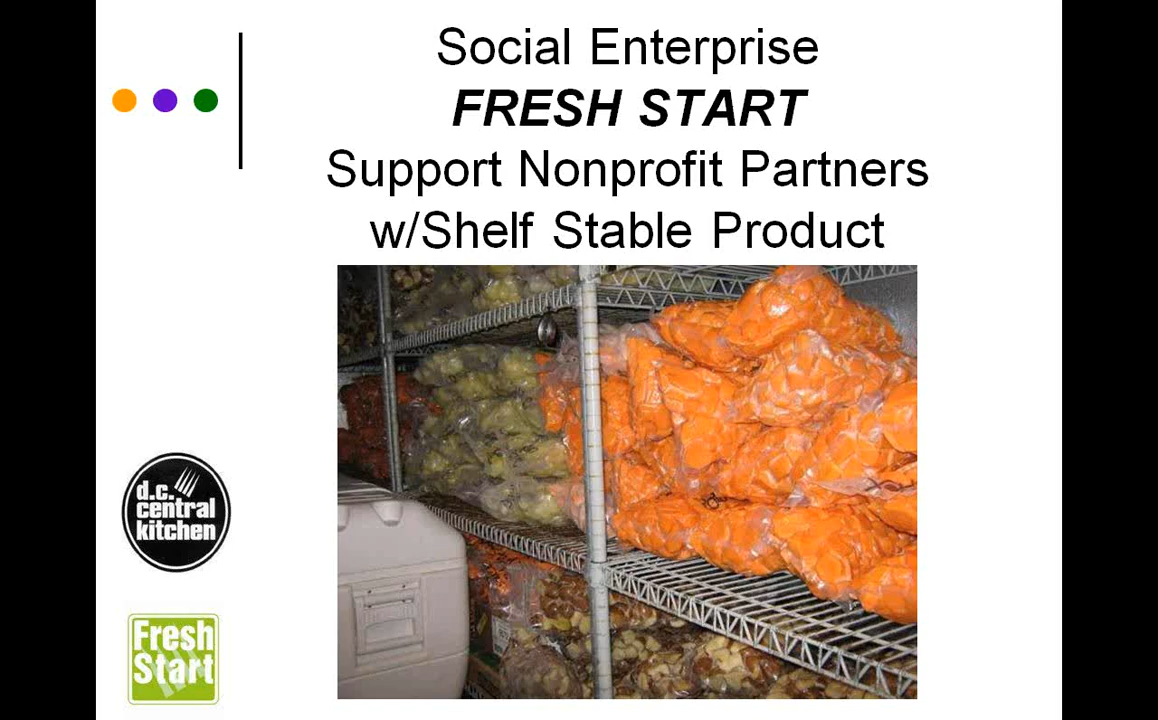 Social Enterprise
FRESH START
Support Nonprofit Partners
w/Shelf Stable Product
d.c.
central
kitchen
Fresh
Start